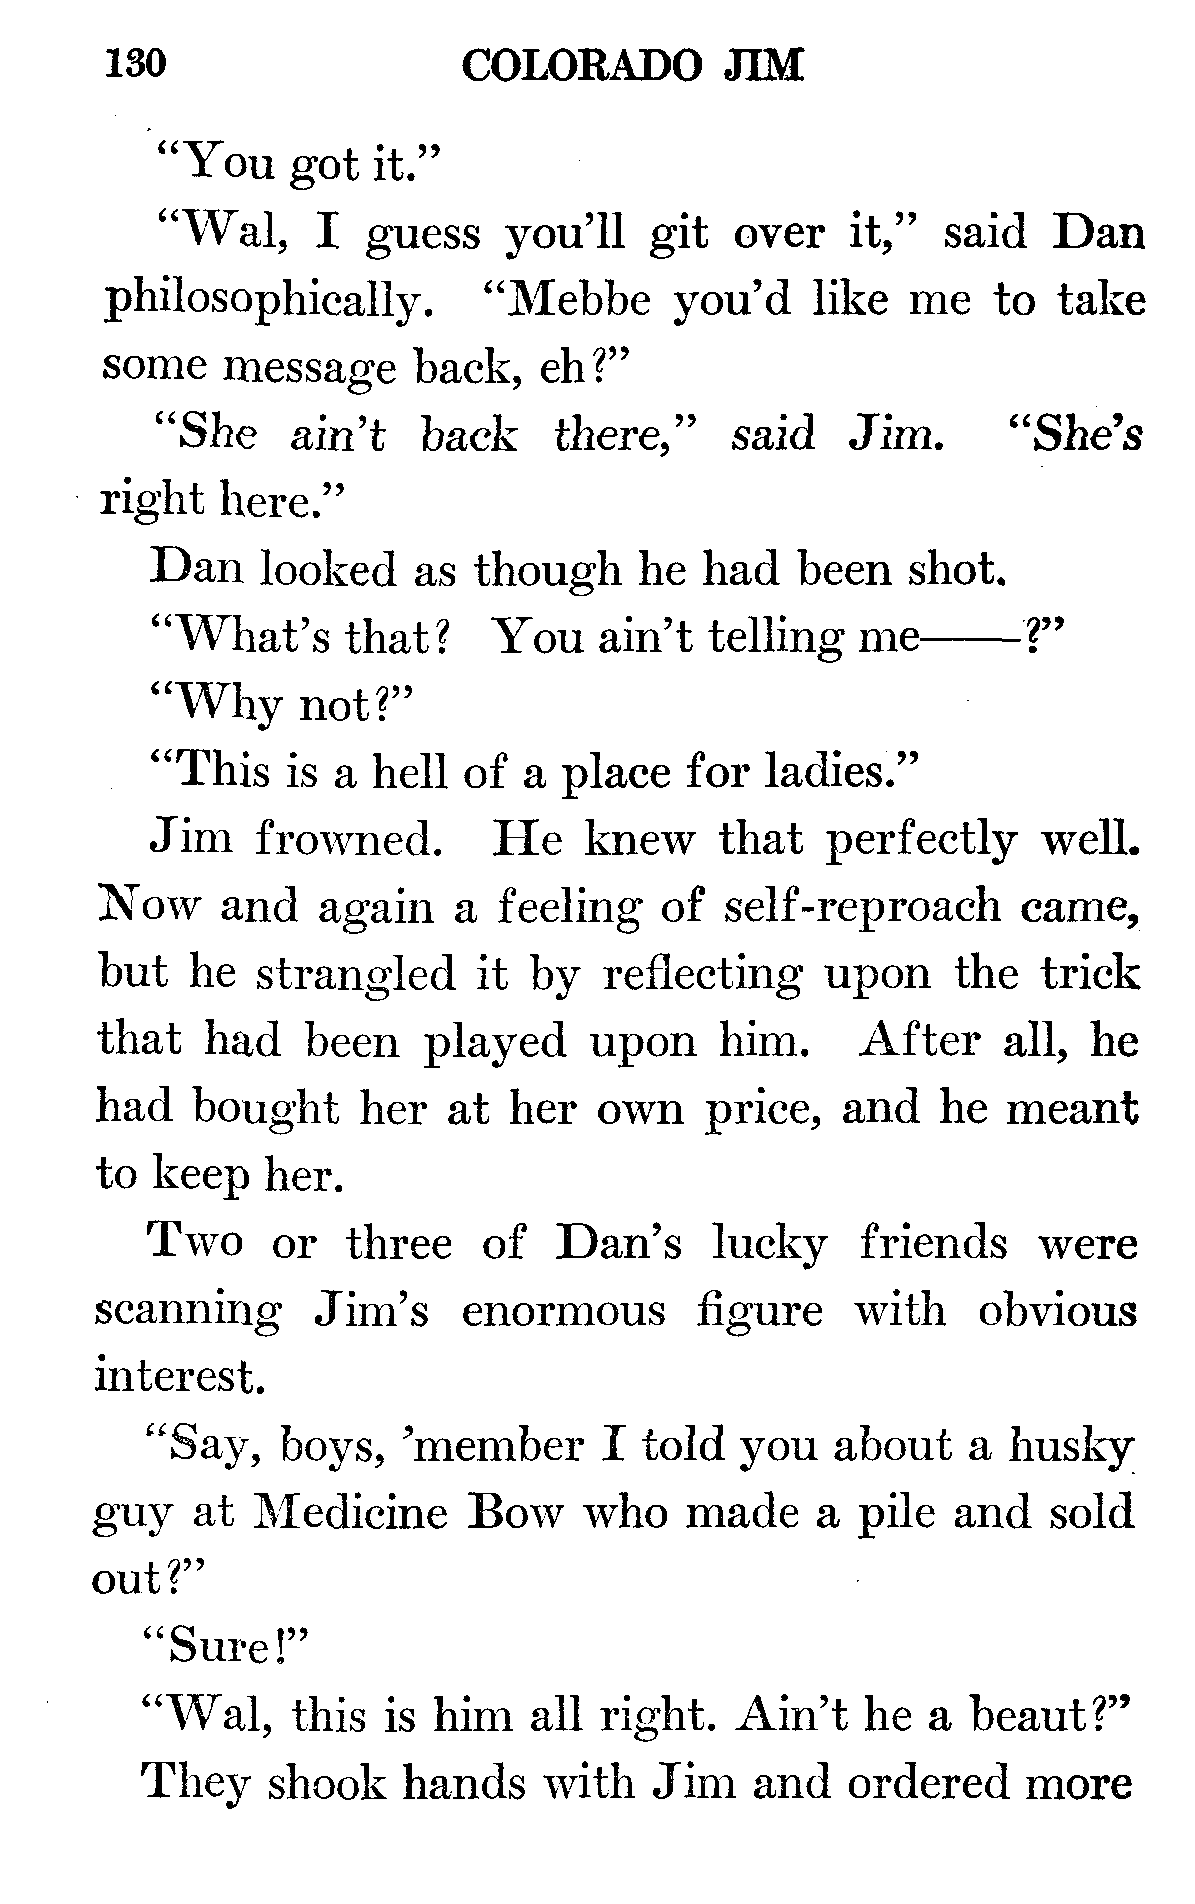 130 COLORADO JIM
“You got it.”
“Wal, I guess you’ll git over it,” said Dan
philosophically. “Mebbe you’d like me to take
some message back, eh?”
“She ain’t back there,” said Jim. “She’s
right here.”
Dan looked as though he had been shot.
“What’s that? You ain’t telling me——?”
“Why not?”
“This is a hell of a place for ladies.”
Jim frowned. He knew that perfectly well.
Now and again a feeling of self-reproach came,
but he strangled it by reflecting upon the trick
that had been played upon him. After all, he
had bought her at her own price, and he meant
to keep her.
Two or three of Dan’s lucky friends were
scanning Jim’s enormous figure with obvious
interest.
“Say, boys, ’member I told you about a husky
guy at Medicine Bow who made a pile and sold
out?”
“Sure!”
“Wal, this is him all right. Ain’t he a beaut?”
They shook hands with Jim and ordered more